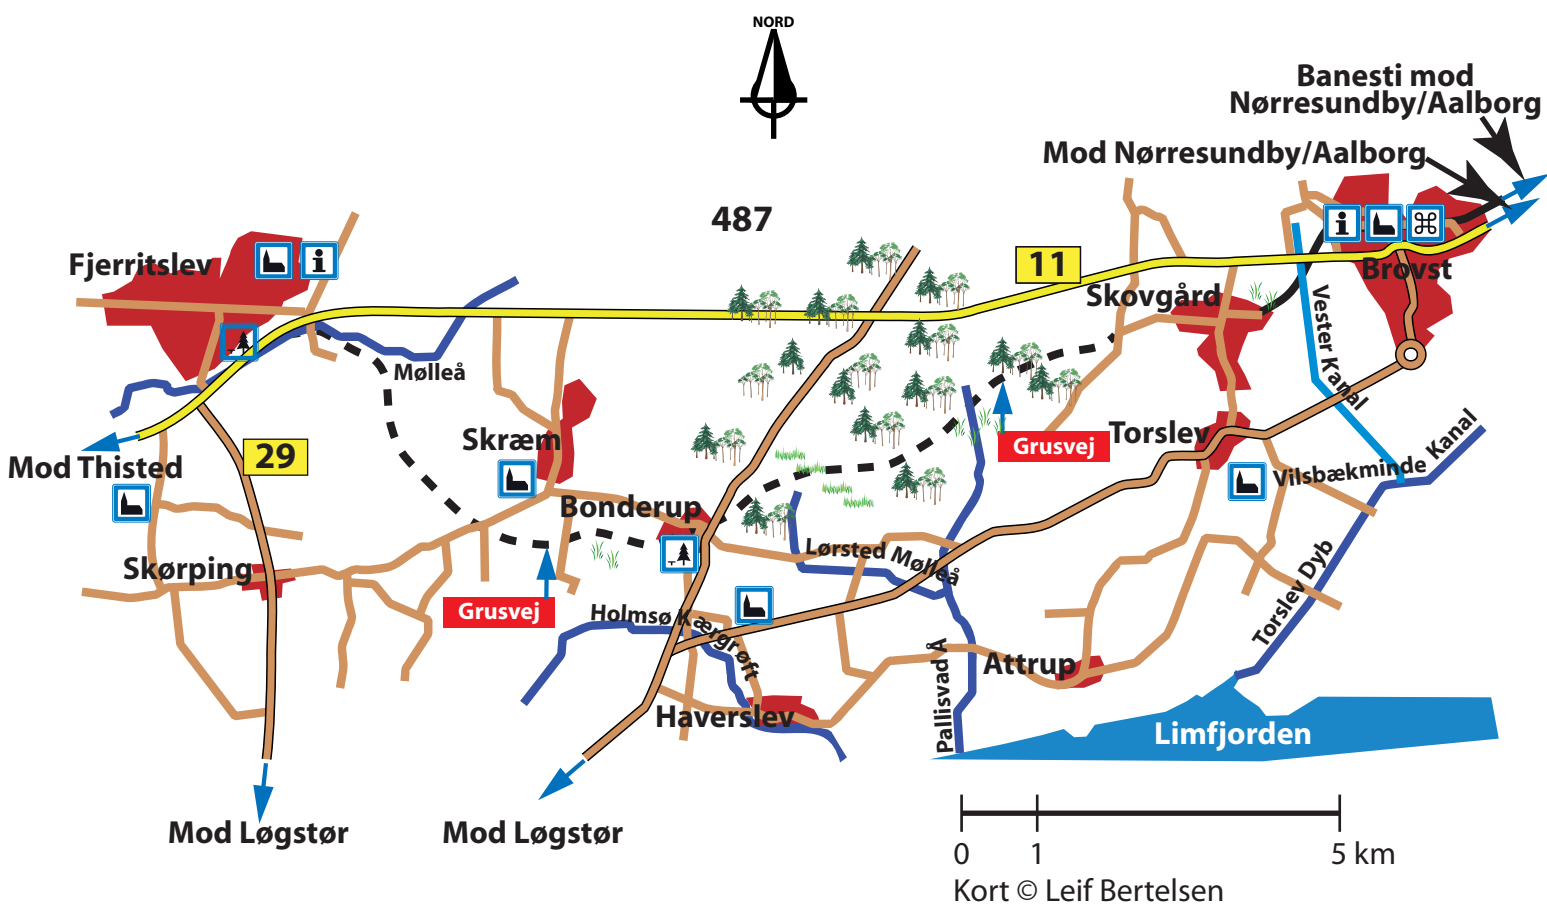 NORD
Banesti mod
Nørresundby/Aalborg
Mod Nørresundby/Aalborg
487
Fjerritslev
11
Brovst
Skovgård
Vester Kanal
Mølleå
Skræm
29
Mod Thisted
Grusvej
Torslev
Vilsbækminde Kanal
Bonderup
Lørsted Mølleå
Skørping
Grusvej
Holmsø Kærgrøft
Torslev Dyb
Attrup
Pallisvad Å
Haverslev
Limfjorden
Mod Løgstør
Mod Løgstør
0 1 5 km
Kort © Leif Bertelsen